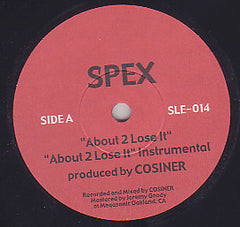 SPEX
SIDE A
SLE-014
"About 2 Lose It"
"About 2 Lose It" Instrumental
produced by COSINER
Recorded and Mixed by COSINER
Mastered by Jeremy Goody
at Megasonic Oakland, CA